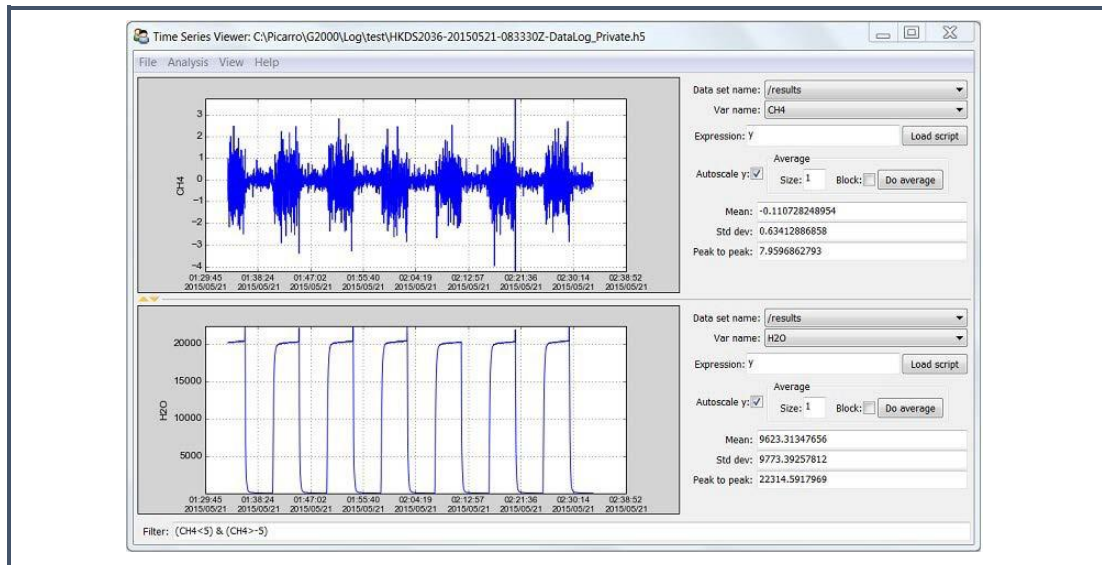 Time Series Viewer: C:\Picarro\G2000\Log\test\HKDS2036-20150521-083330Z-DataLog_Private.h5
File Analysis View Help
Data set name: /results
Var name: CH4
Expression: y Load script
Average
Autoscale y: Size: 1 Block: Do average
Mean: -0.110728248954
Std dev: 0.63412886858
Peak to peak: 7.9596862793
CH4
3
2
1
0
−1
−2
−3
−4
01:29:45 01:38:24 01:47:02 01:55:40 02:04:19 02:12:57 02:21:36 02:30:14 02:38:52
2015/05/21 2015/05/21 2015/05/21 2015/05/21 2015/05/21 2015/05/21 2015/05/21 2015/05/21 2015/05/21
Data set name: /results
Var name: H2O
Expression: y Load script
Average
Autoscale y: Size: 1 Block: Do average
Mean: 9623.31347656
Std dev: 9773.39257812
Peak to peak: 22314.5917969
H2O
20000
15000
10000
5000
01:29:45 01:38:24 01:47:02 01:55:40 02:04:19 02:12:57 02:21:36 02:30:14 02:38:52
2015/05/21 2015/05/21 2015/05/21 2015/05/21 2015/05/21 2015/05/21 2015/05/21 2015/05/21 2015/05/21
Filter: (CH4<5) & (CH4>-5)